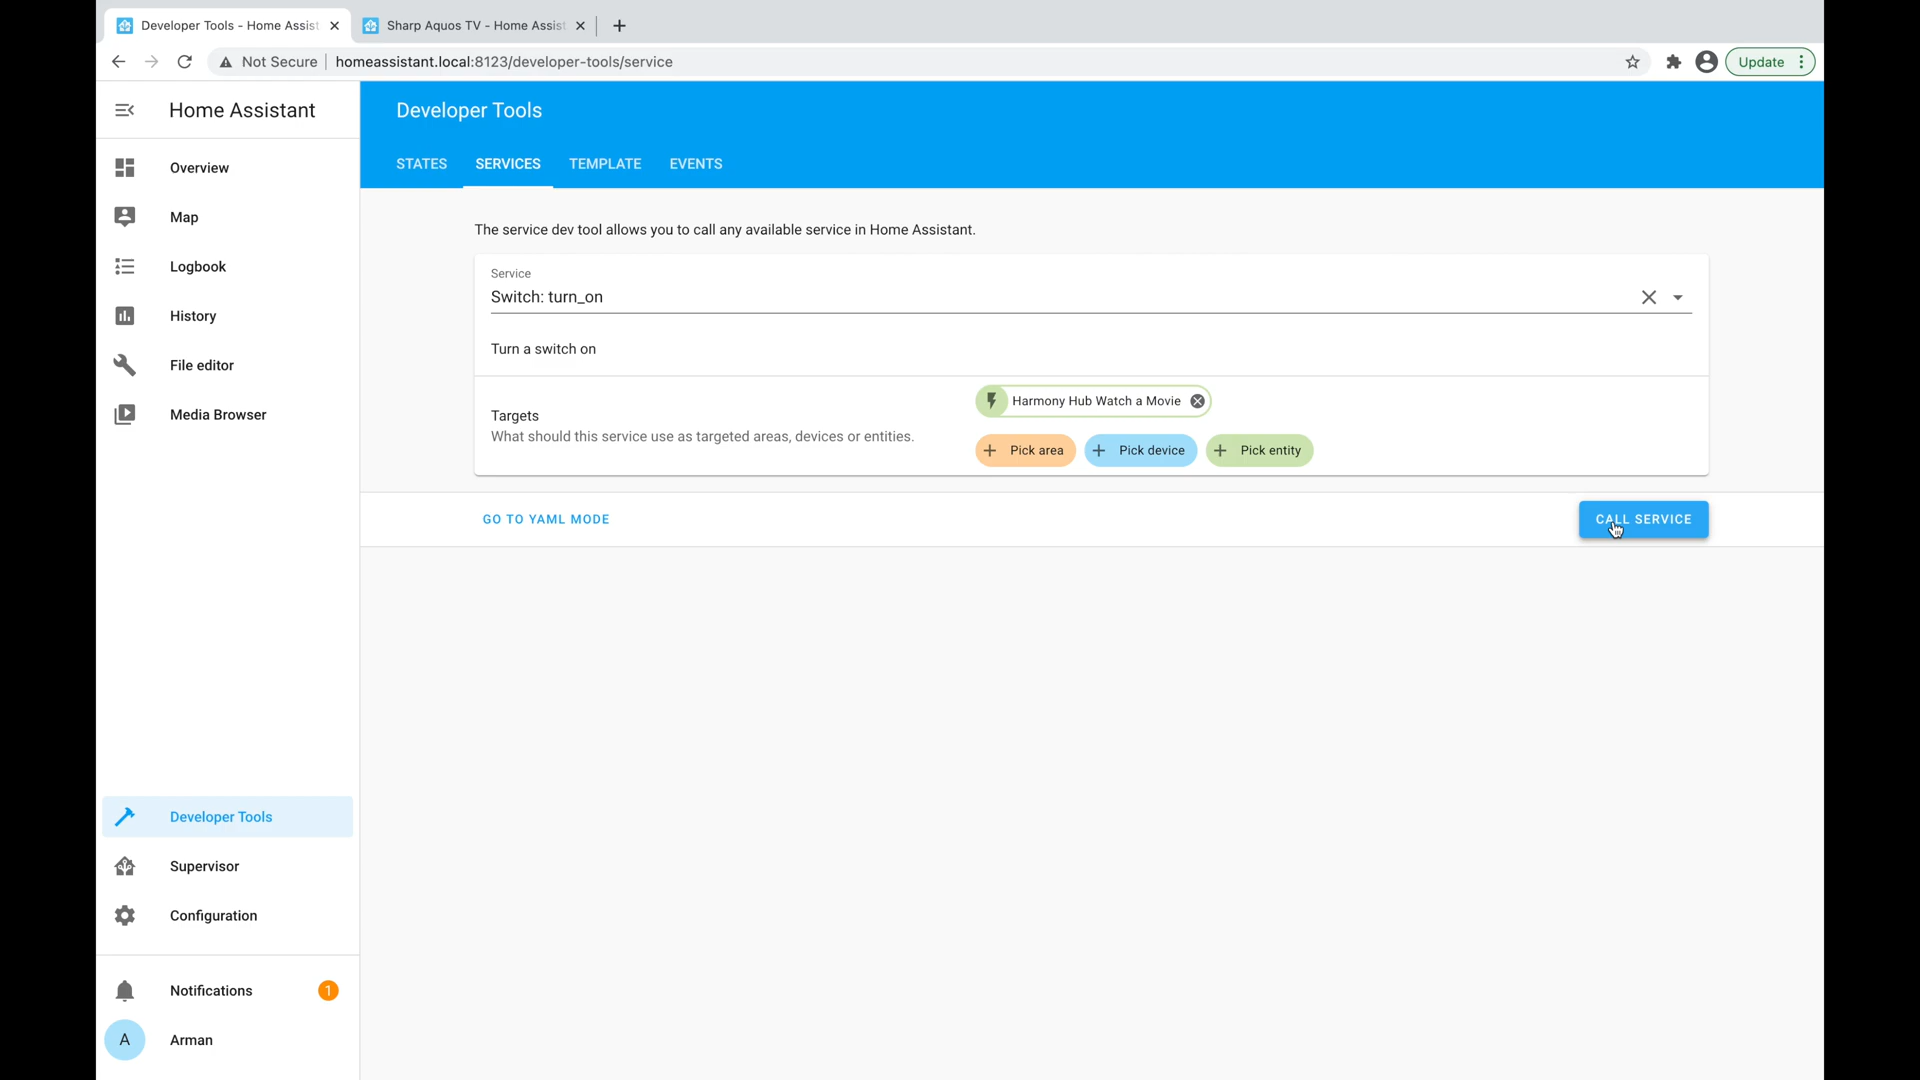 Developer Tools - Home Assist
Sharp Aquos TV - Home Assist
Not Secure
homeassistant.local:8123/developer-tools/service
Update
Home Assistant
Developer Tools
STATES
SERVICES
TEMPLATE
EVENTS
Overview
Map
Logbook
History
File editor
Media Browser
The service dev tool allows you to call any available service in Home Assistant.
Service
Switch: turn_on
Turn a switch on
Harmony Hub Watch a Movie
Targets
What should this service use as targeted areas, devices or entities.
Pick area
Pick device
Pick entity
GO TO YAML MODE
CALL SERVICE
Developer Tools
Supervisor
Configuration
Notifications
1
A
Arman